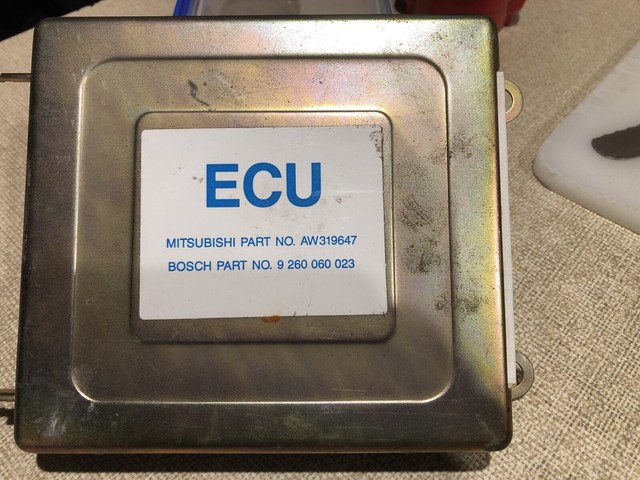 ECU
MITSUBISHI PART NO. AW319647
BOSCH PART NO. 9 260 060 023